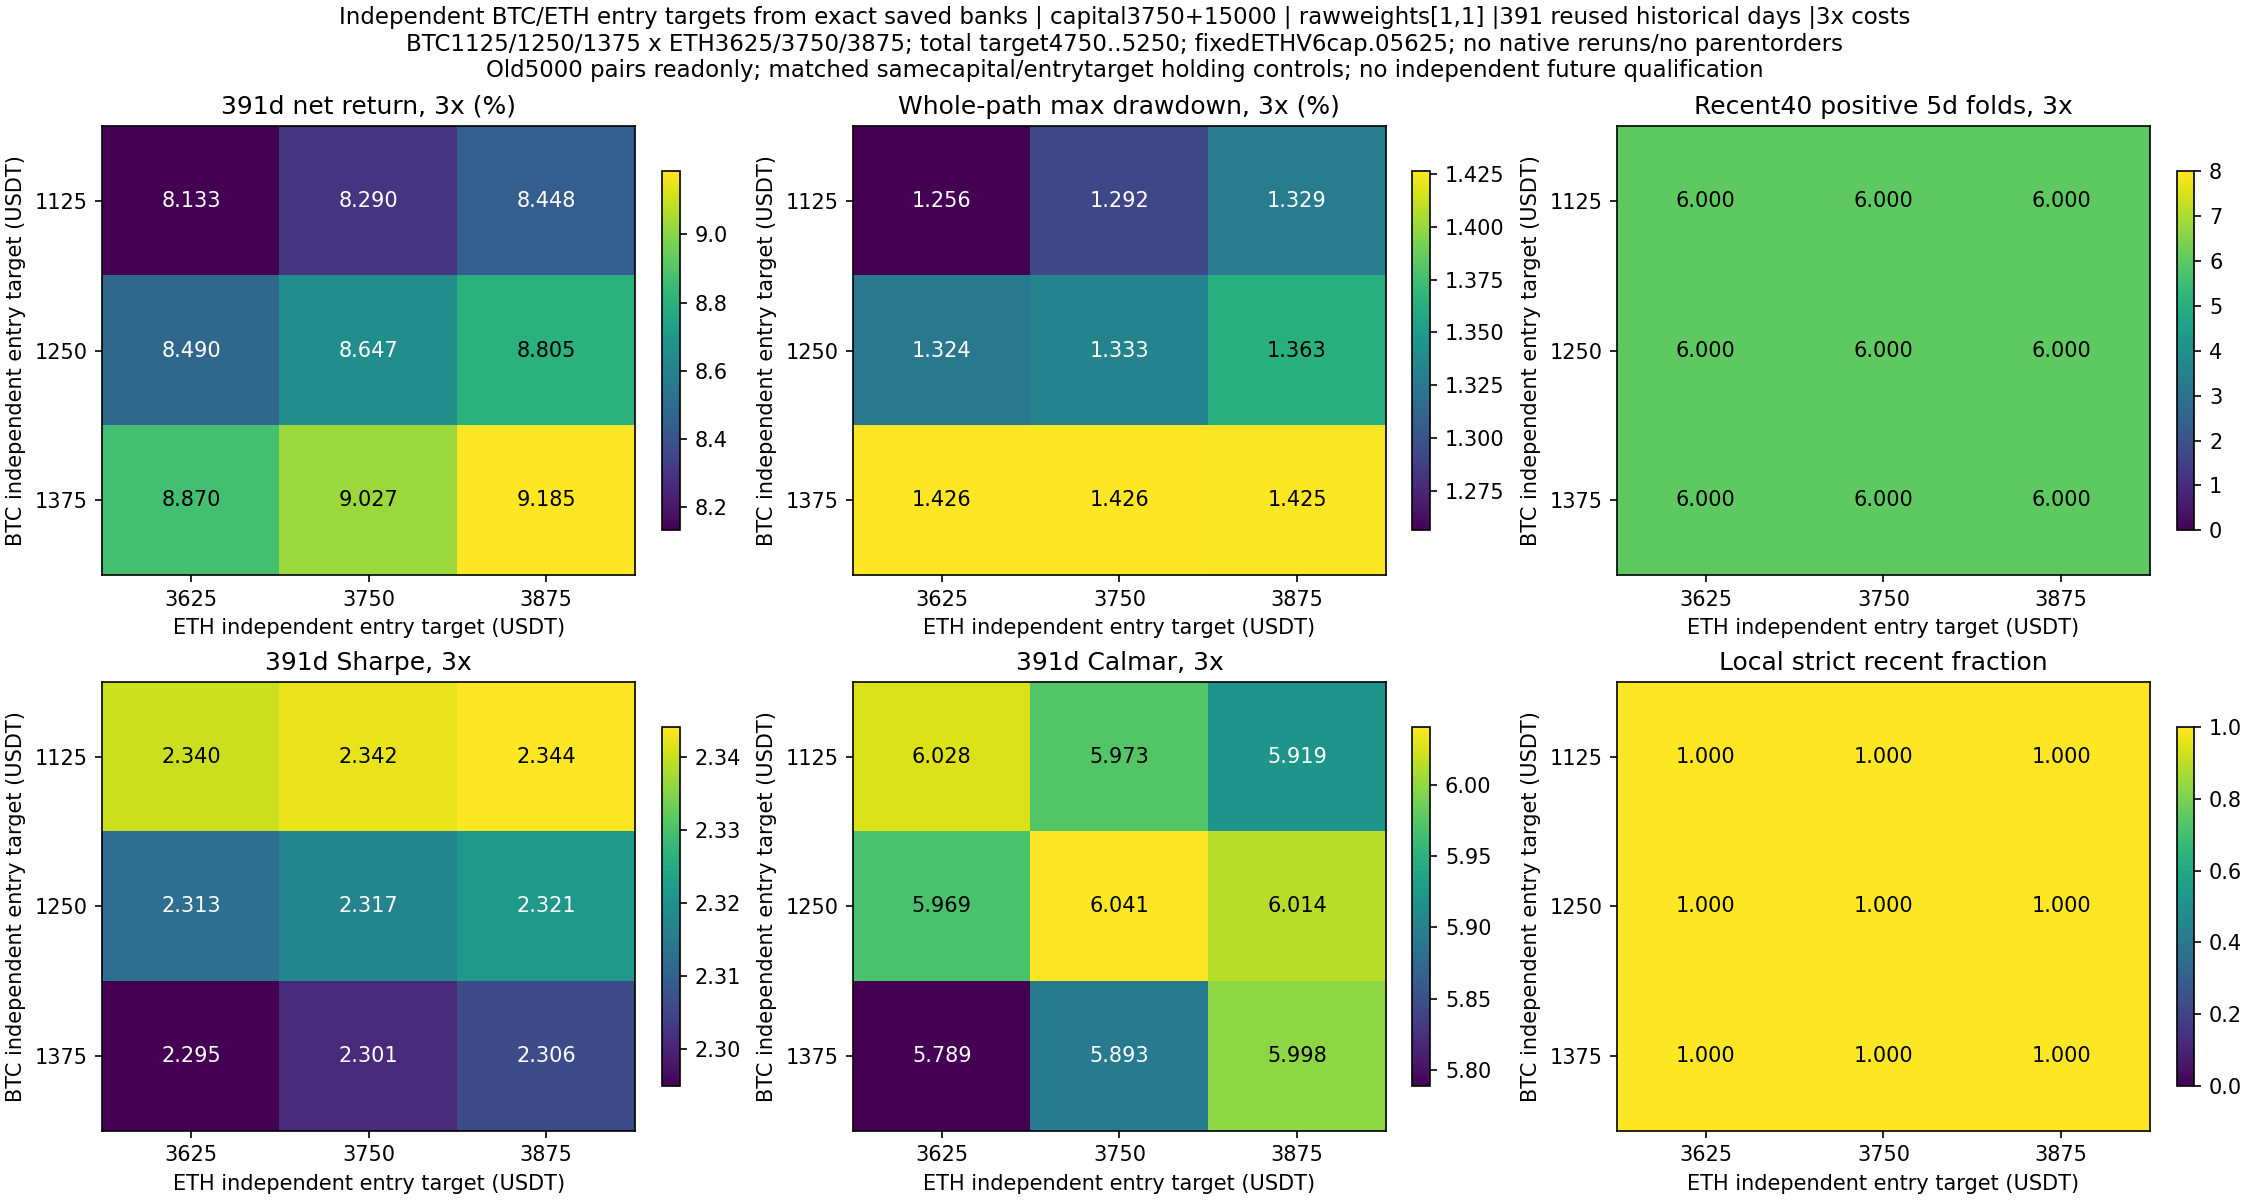 Independent BTC/ETH entry targets from exact saved banks | capital3750+15000 | rawweights[1,1] |391 reused historical days |3x costs
BTC1125/1250/1375 x ETH3625/3750/3875; total target4750..5250; fixedETHV6cap.05625; no native reruns/no parentorders
Old5000 pairs readonly; matched samecapital/entrytarget holding controls; no independent future qualification
391d net return, 3x (%)
BTC independent entry target (USDT)
1125
1250
1375
8.133 8.290 8.448
8.490 8.647 8.805
8.870 9.027 9.185
3625 3750 3875
ETH independent entry target (USDT)
9.0
8.8
8.6
8.4
8.2
Whole-path max drawdown, 3x (%)
BTC independent entry target (USDT)
1125
1250
1375
1.256 1.292 1.329
1.324 1.333 1.363
1.426 1.426 1.425
3625 3750 3875
ETH independent entry target (USDT)
1.425
1.400
1.375
1.350
1.325
1.300
1.275
Recent40 positive 5d folds, 3x
BTC independent entry target (USDT)
1125
1250
1375
6.000 6.000 6.000
6.000 6.000 6.000
6.000 6.000 6.000
3625 3750 3875
ETH independent entry target (USDT)
8
7
6
5
4
3
2
1
0
391d Sharpe, 3x
BTC independent entry target (USDT)
1125
1250
1375
2.340 2.342 2.344
2.313 2.317 2.321
2.295 2.301 2.306
3625 3750 3875
ETH independent entry target (USDT)
2.34
2.33
2.32
2.31
2.30
391d Calmar, 3x
BTC independent entry target (USDT)
1125
1250
1375
6.028 5.973 5.919
5.969 6.041 6.014
5.789 5.893 5.998
3625 3750 3875
ETH independent entry target (USDT)
6.00
5.95
5.90
5.85
5.80
Local strict recent fraction
BTC independent entry target (USDT)
1125
1250
1375
1.000 1.000 1.000
1.000 1.000 1.000
1.000 1.000 1.000
3625 3750 3875
ETH independent entry target (USDT)
1.0
0.8
0.6
0.4
0.2
0.0